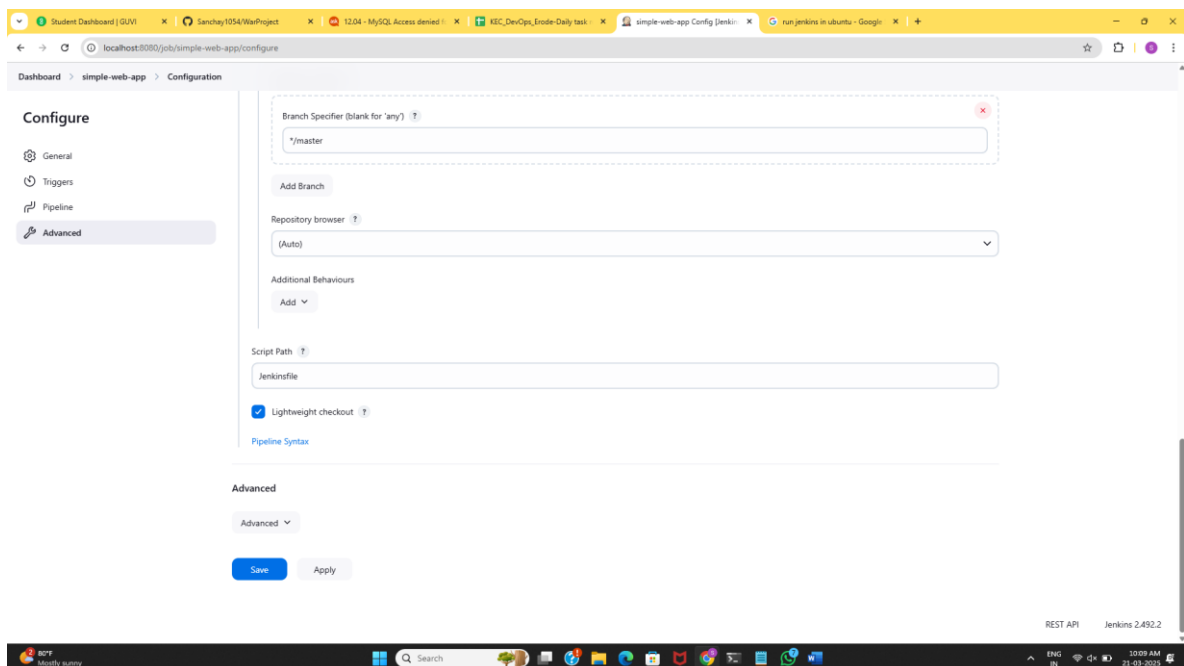 Student Dashboard | GUVI
Sanchay1054/WarProject
12.04 - MySQL Access denied f
KEC_DevOps_Erode-Daily task
simple-web-app Config [Jenkin
run jenkins in ubuntu - Google
localhost:8080/job/simple-web-app/configure
S
Dashboard > simple-web-app > Configuration
Configure
General
Triggers
Pipeline
Advanced
Branch Specifier (blank for 'any') ?
*/master
Add Branch
Repository browser ?
(Auto)
Additional Behaviours
Add
Script Path ?
Jenkinsfile
Lightweight checkout ?
Pipeline Syntax
Advanced
Advanced
Save Apply
REST API Jenkins 2.492.2
80°F
Mostly sunny
Search
ENG
IN
10:09 AM
21-03-2025